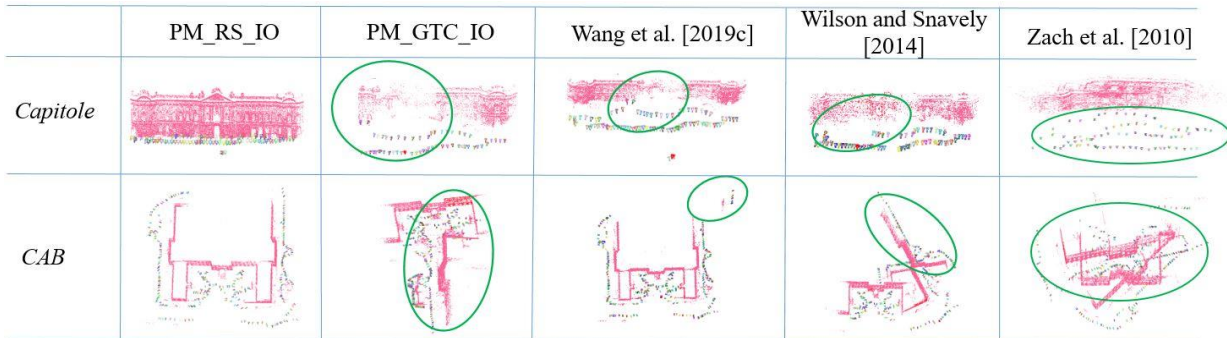 PM_RS_IO
PM_GTC_IO
Wang et al. [2019c]
Wilson and Snavely
[2014]
Zach et al. [2010]
Capitole
CAB